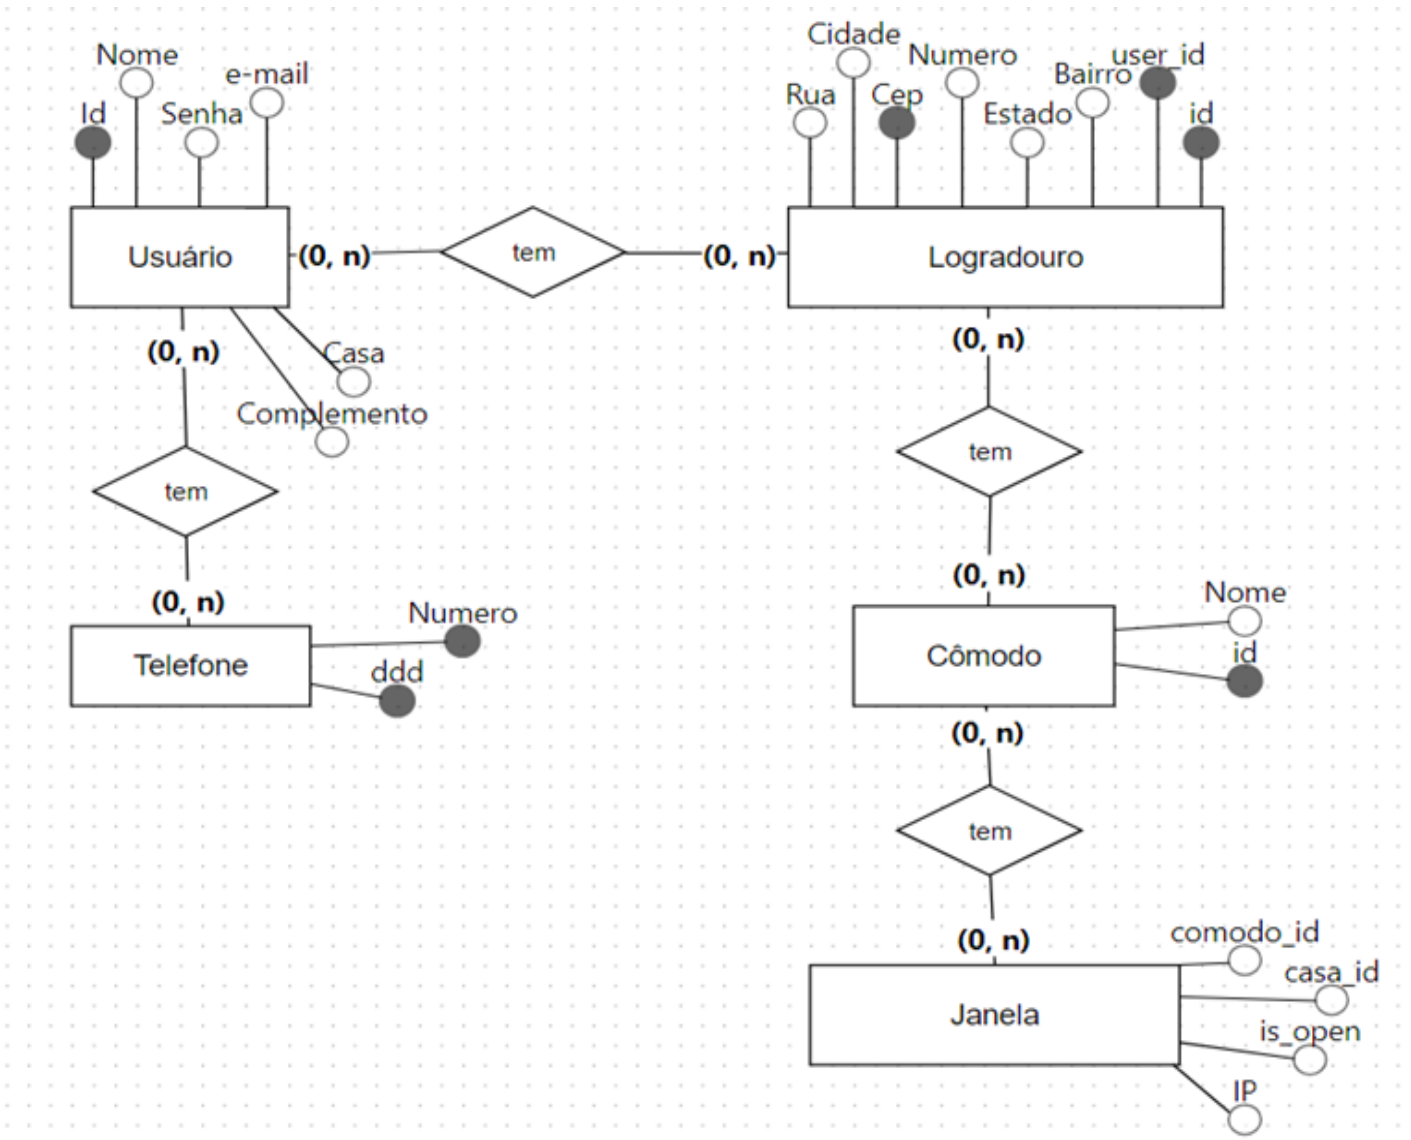 Cidade
Nome
Numero
user_id
e-mail
Bairro
Rua
Cep
Id
Senha
Estado
id
Usuário
(0, n)
tem
(0, n)
Logradouro
(0, n)
(0, n)
Casa
Complemento
tem
tem
(0, n)
(0, n)
Nome
Numero
Telefone
ddd
Cômodo
id
(0, n)
tem
(0, n)
comodo_id
casa_id
Janela
is_open
IP